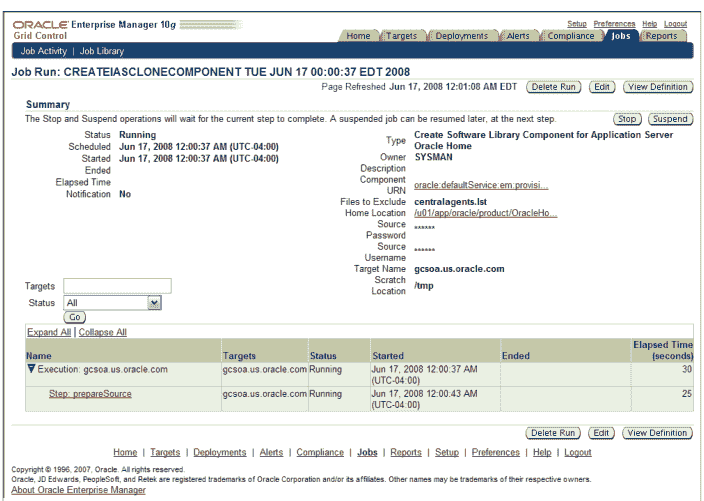 ORACLE Enterprise Manager 10g
Grid Control
Setup Preferences Help Logout
Home Targets Deployments Alerts Compliance Jobs Reports
Job Activity | Job Library
Job Run: CREATEIASCLONECOMPONENT TUE JUN 17 00:00:37 EDT 2008
Page Refreshed Jun 17, 2008 12:01:08 AM EDT Delete Run Edit View Definition
Summary
The Stop and Suspend operations will wait for the current step to complete. A suspended job can be resumed later, at the next step. Stop Suspend
Status Running
Scheduled Jun 17, 2008 12:00:37 AM (UTC-04:00)
Started Jun 17, 2008 12:00:37 AM (UTC-04:00)
Ended
Elapsed Time
Notification No
Type Create Software Library Component for Application Server
Oracle Home
Owner SYSMAN
Description
Component
URN oracle:defaultService:em:provisi...
Files to Exclude centralagents.lst
Home Location /u01/app/oracle/product/OracleHo...
Source
Password ******
Source
Username ******
Target Name gcsoa.us.oracle.com
Scratch
Location /tmp
Targets
Status All
Go
Expand All | Collapse All
Name Targets Status Started Ended Elapsed Time
(seconds)
Execution: gcsoa.us.oracle.com gcsoa.us.oracle.com Running Jun 17, 2008 12:00:37 AM 30
(UTC-04:00)
Step: prepareSource gcsoa.us.oracle.com Running Jun 17, 2008 12:00:43 AM 25
(UTC-04:00)
Delete Run Edit View Definition
Home | Targets | Deployments | Alerts | Compliance | Jobs | Reports | Setup | Preferences | Help | Logout
Copyright © 1996, 2007, Oracle. All rights reserved.
Oracle, JD Edwards, PeopleSoft, and Retek are registered trademarks of Oracle Corporation and/or its affiliates. Other names may be trademarks of their respective owners.
About Oracle Enterprise Manager